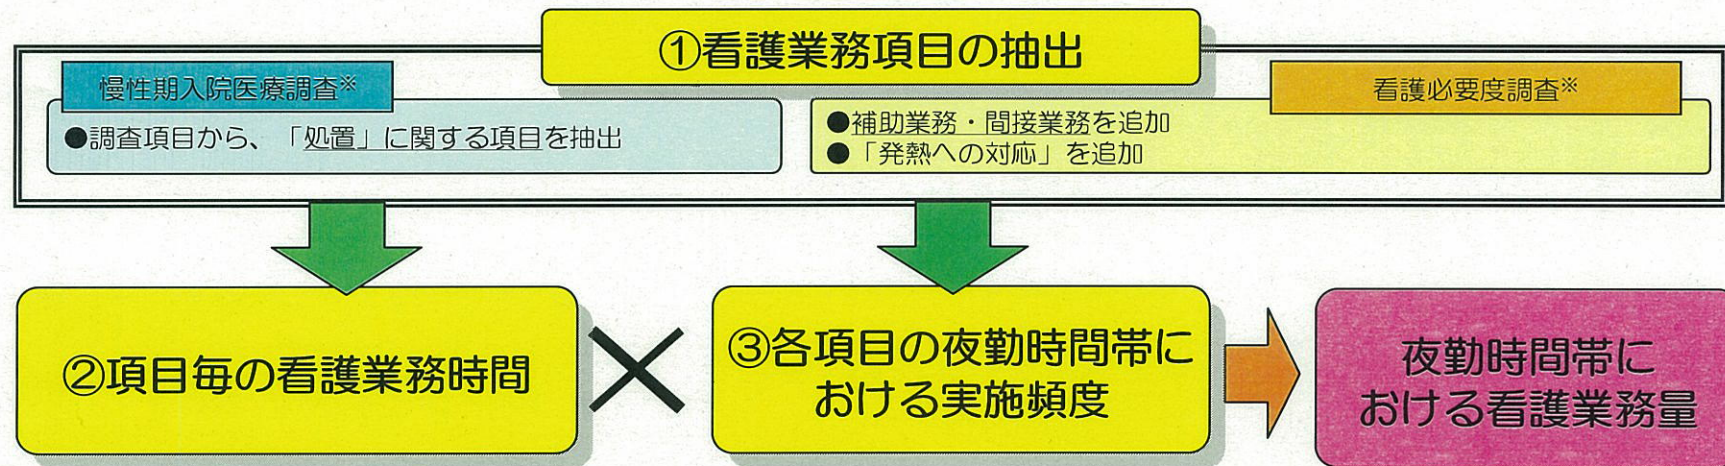 ①看護業務項目の抽出
慢性期入院医療調査※
看護必要度調査※
●調査項目から、「処置」に関する項目を抽出
●補助業務・間接業務を追加
●「発熱への対応」を追加
②項目毎の看護業務時間
×
③各項目の夜勤時間帯に
おける実施頻度
夜勤時間帯に
おける看護業務量